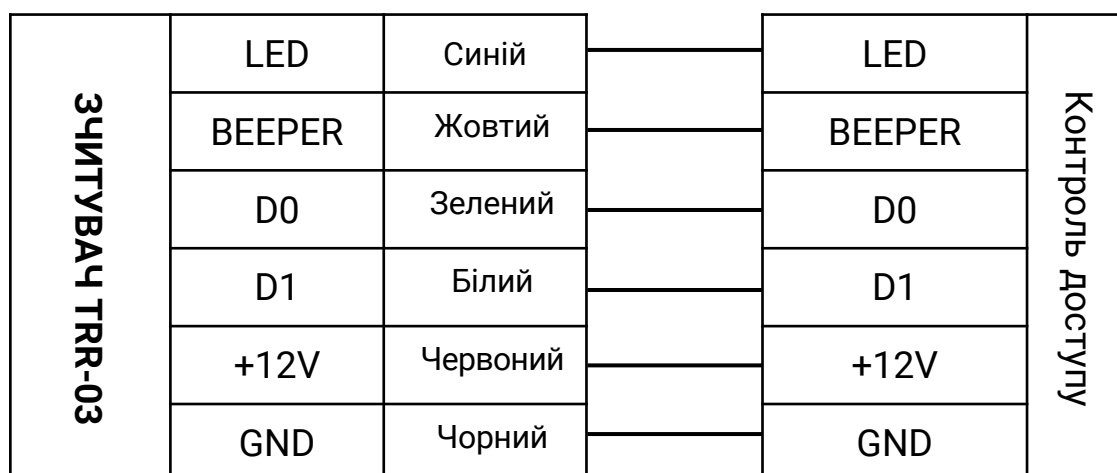 ЗЧИТУВАЧ TRR-03
LED Синій LED
BEEPER Жовтий BEEPER
D0 Зелений D0
D1 Білий D1
+12V Червоний +12V
GND Чорний GND
Контроль доступу